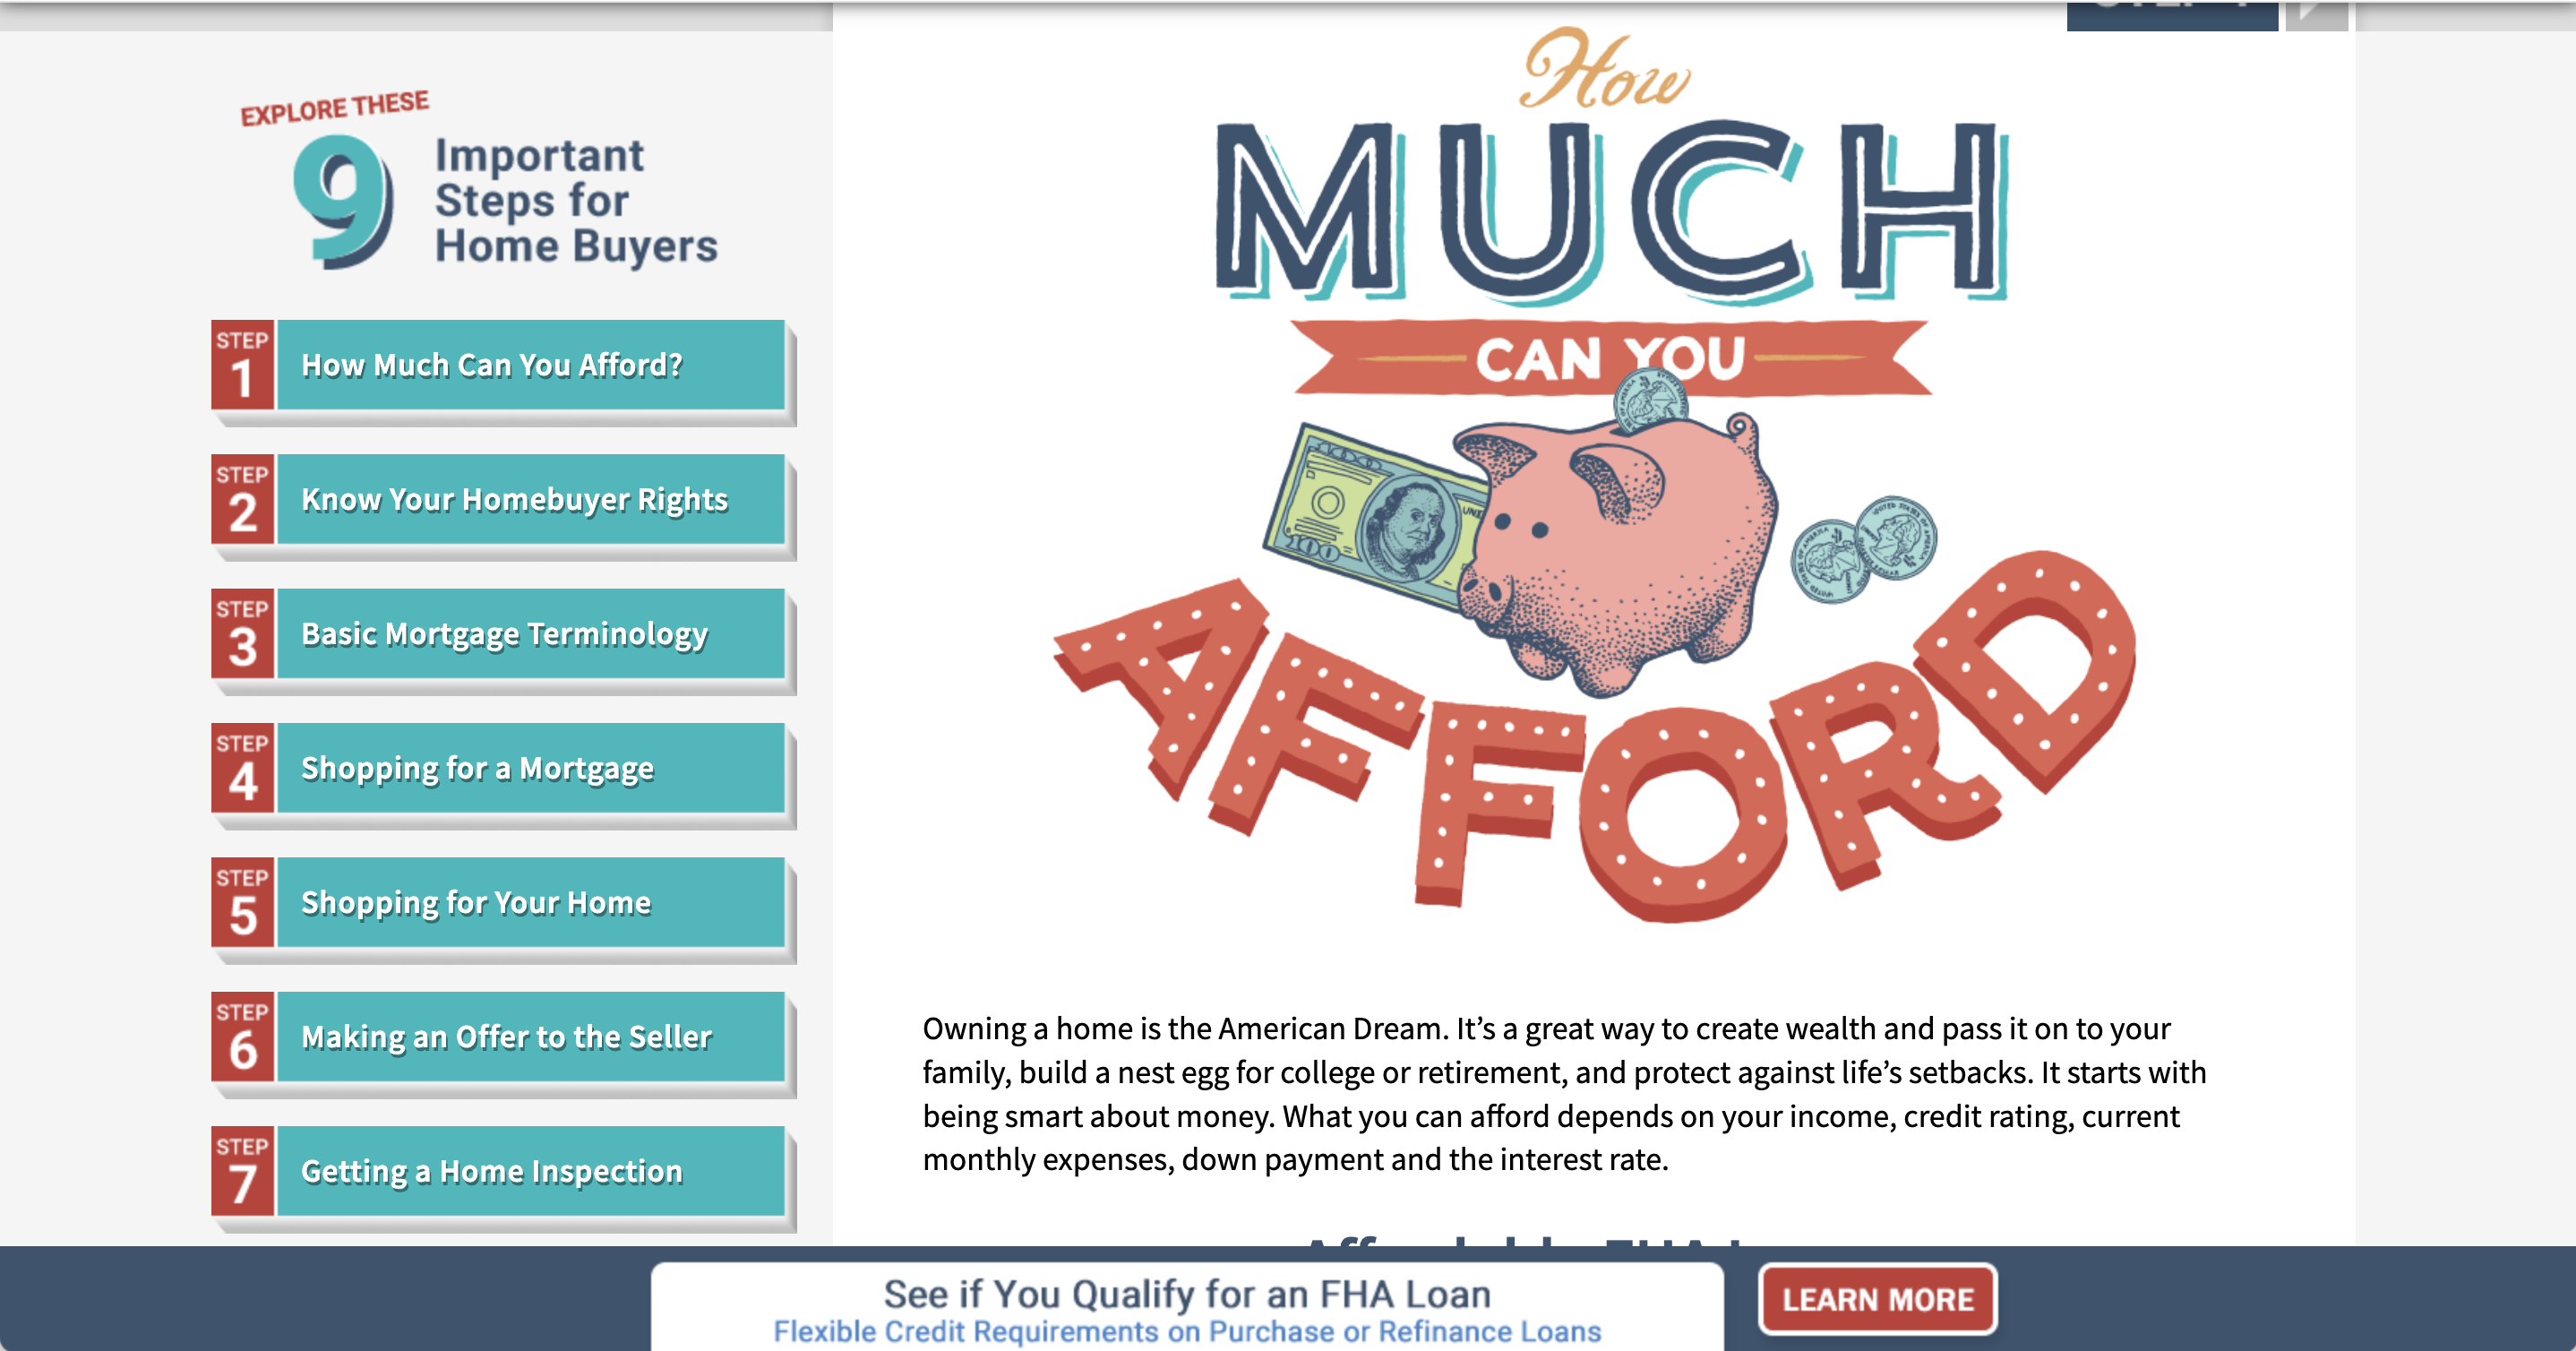 EXPLORE THESE
9
Important
Steps for
Home Buyers
STEP
1
How Much Can You Afford?
STEP
2
Know Your Homebuyer Rights
STEP
3
Basic Mortgage Terminology
STEP
4
Shopping for a Mortgage
STEP
5
Shopping for Your Home
STEP
6
Making an Offer to the Seller
STEP
7
Getting a Home Inspection
How
MUCH
CAN YOU
AFFORD
100
100
UNI
Owning a home is the American Dream. It’s a great way to create wealth and pass it on to your
family, build a nest egg for college or retirement, and protect against life’s setbacks. It starts with
being smart about money. What you can afford depends on your income, credit rating, current
monthly expenses, down payment and the interest rate.
See if You Qualify for an FHA Loan
Flexible Credit Requirements on Purchase or Refinance Loans
LEARN MORE